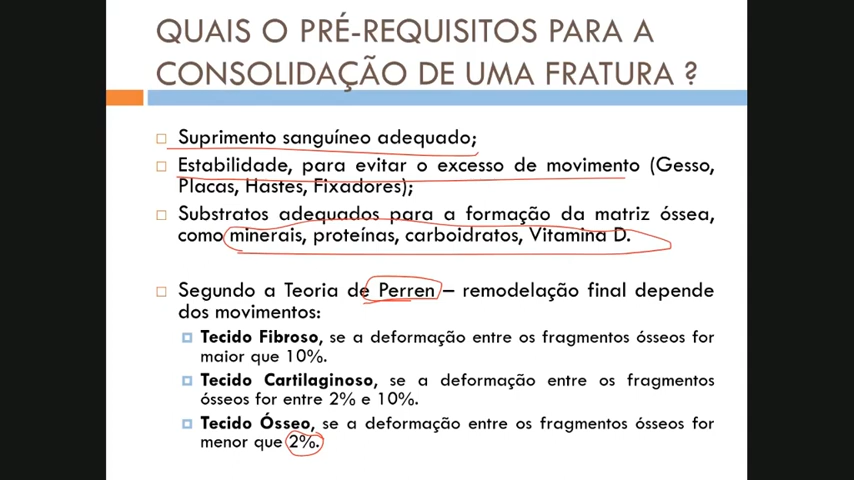 QUAIS O PRÉ-REQUISITOS PARA A
CONSOLIDAÇÃO DE UMA FRATURA ?
Suprimento sanguíneo adequado;
Estabilidade, para evitar o excesso de movimento (Gesso,
Placas, Hastes, Fixadores);
Substratos adequados para a formação da matriz óssea,
como minerais, proteínas, carboidratos, Vitamina D.
Segundo a Teoria de Perren – remodelação final depende
dos movimentos:
Tecido Fibroso, se a deformação entre os fragmentos ósseos for
maior que 10%.
Tecido Cartilaginoso, se a deformação entre os fragmentos
ósseos for entre 2% e 10%.
Tecido Ósseo, se a deformação entre os fragmentos ósseos for
menor que 2%.